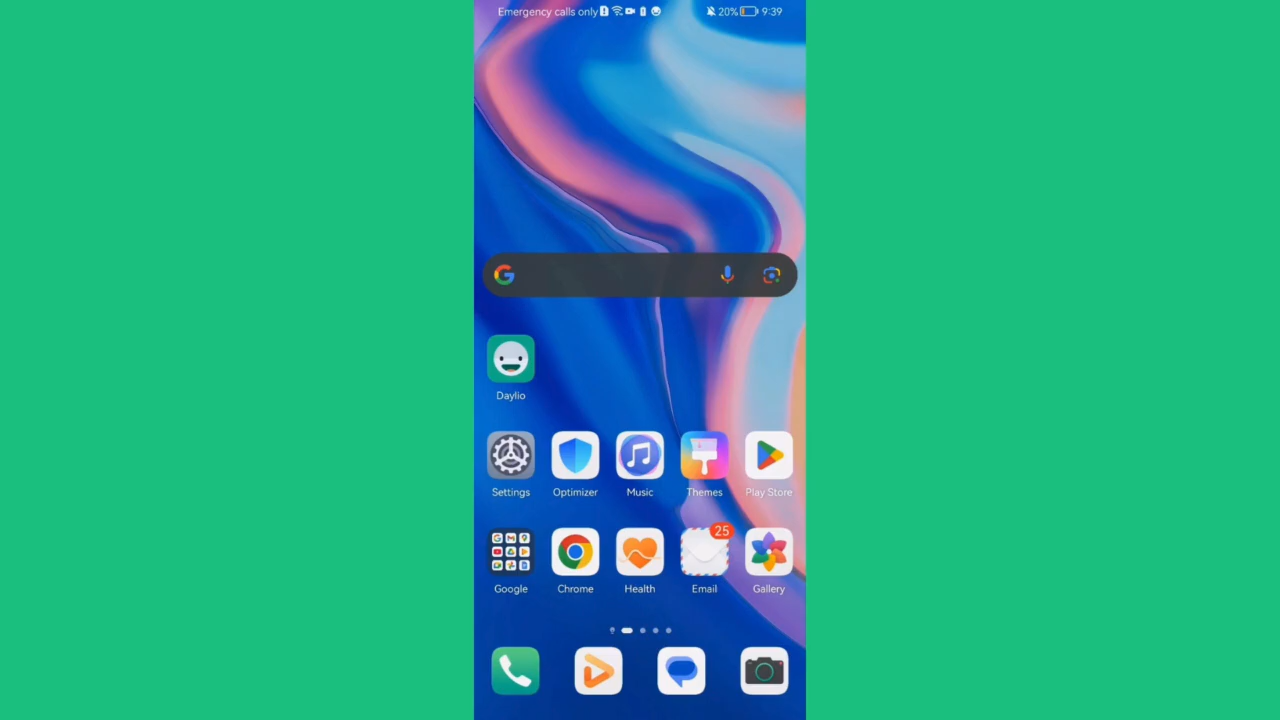 Emergency calls only 20% 9:39
Daylio
Settings Optimizer Music Themes Play Store
25
Google Chrome Health Email Gallery